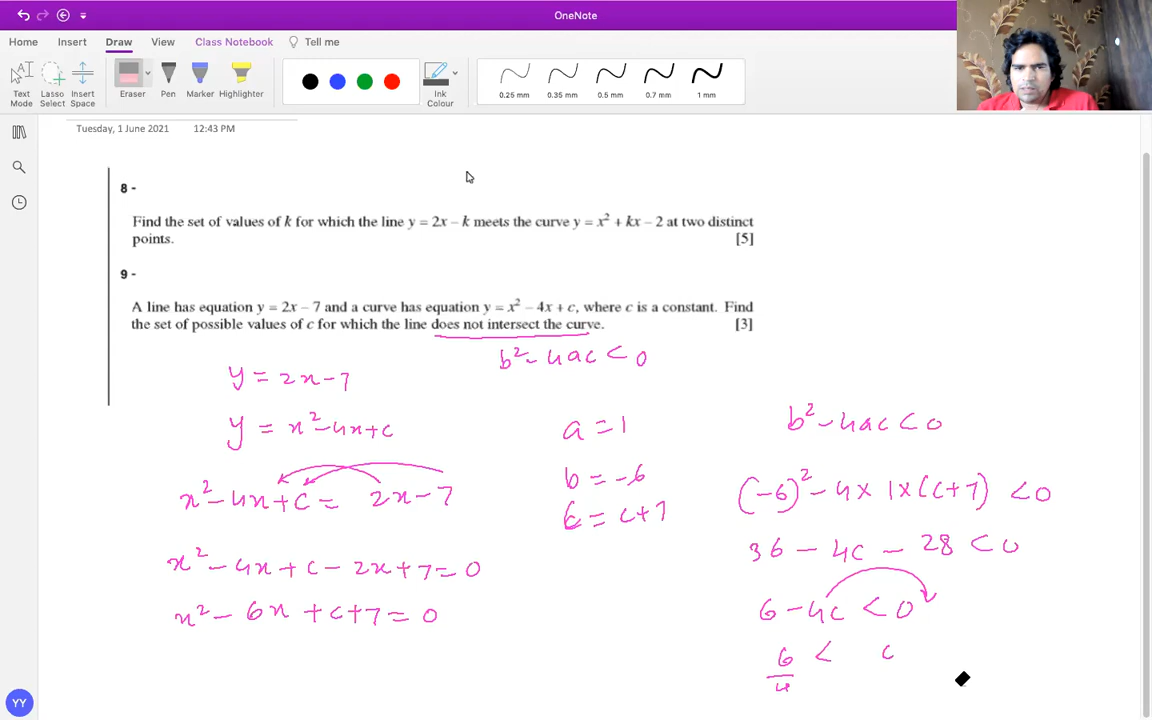 OneNote
Home Insert Draw View Class Notebook Tell me
Text Mode Lasso Select Insert Space Eraser Pen Marker Highlighter Ink Colour 0.25 mm 0.35 mm 0.5 mm 0.7 mm 1 mm
Tuesday, 1 June 2021 12:43 PM
8 -
Find the set of values of k for which the line y = 2x – k meets the curve y = x² + kx – 2 at two distinct
points. [5]
9 -
A line has equation y = 2x – 7 and a curve has equation y = x² – 4x + c, where c is a constant. Find
the set of possible values of c for which the line does not intersect the curve. [3]
b² - 4ac < 0
y = 2x - 7
y = x² - 4x + c
x² - 4x + c = 2x - 7
x² - 4x + c - 2x + 7 = 0
x² - 6x + c + 7 = 0
a = 1
b = -6
c = c + 7
b² - 4ac < 0
(-6)² - 4 × 1 × (c + 7) < 0
36 - 4c - 28 < 0
6 - 4c < 0
6/4 < c
YY